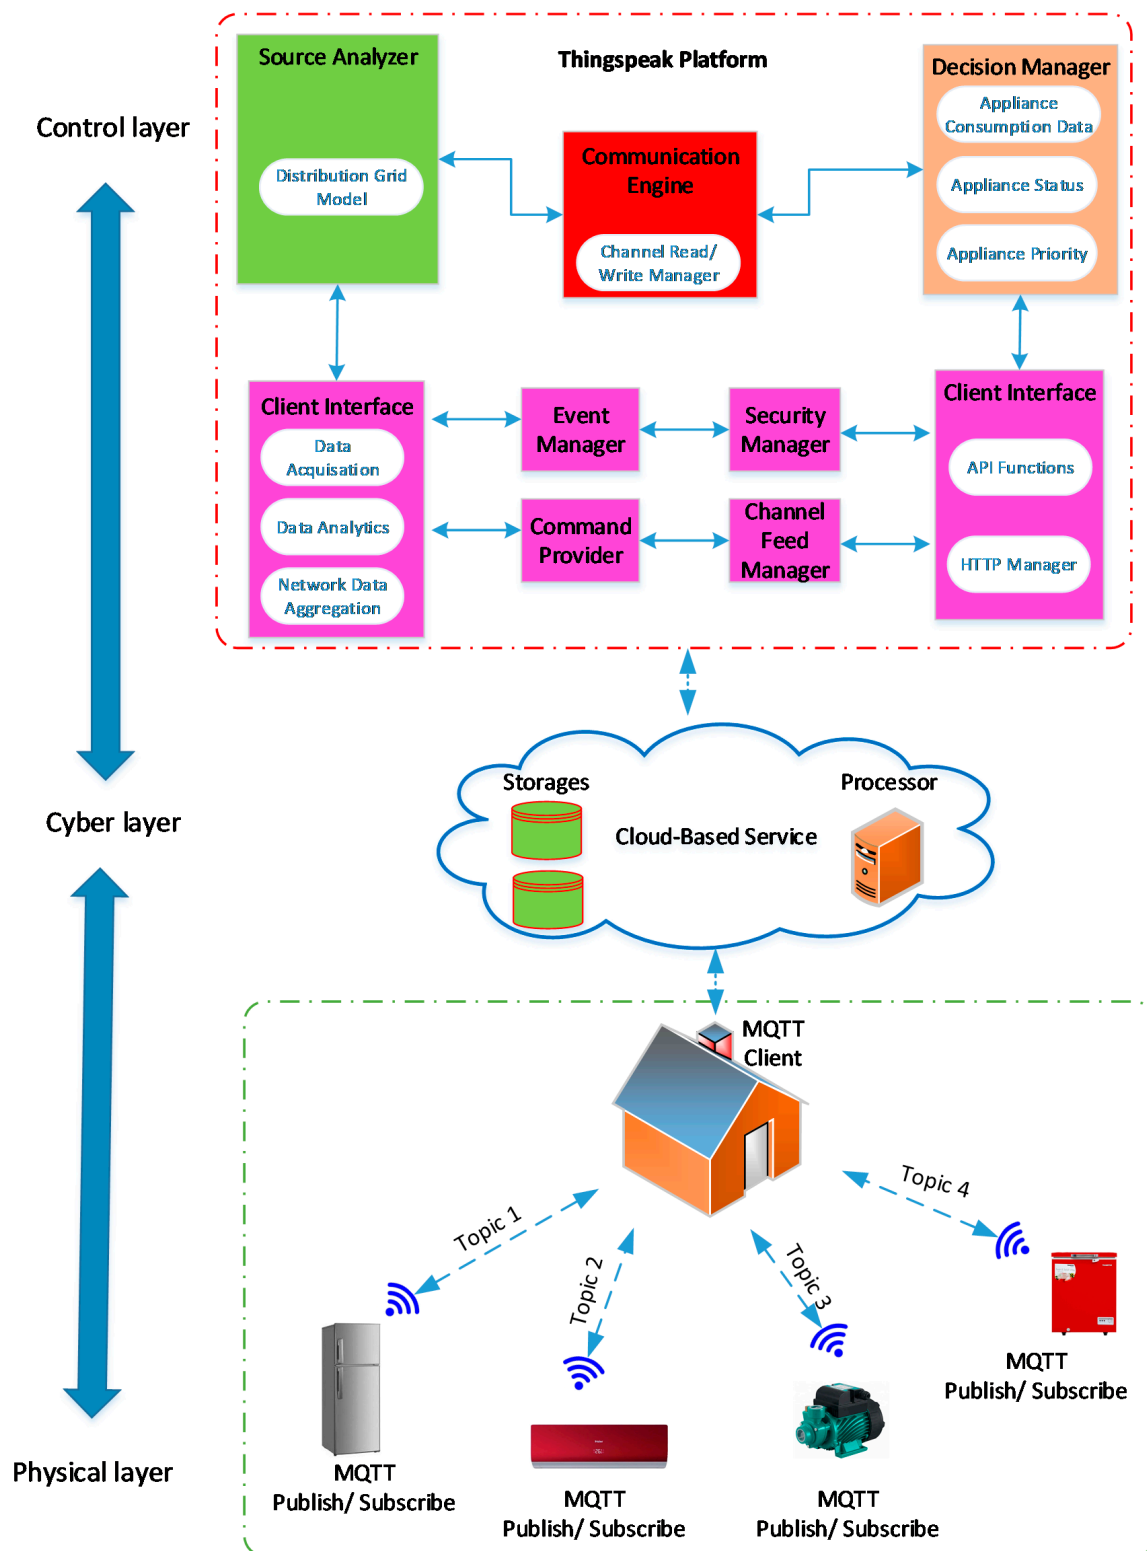 Thingspeak Platform
Source Analyzer
Distribution Grid
Model
Communication
Engine
Channel Read/
Write Manager
Decision Manager
Appliance
Consumption Data
Appliance Status
Appliance Priority
Control layer
Client Interface
Data
Acquisation
Data Analytics
Network Data
Aggregation
Event
Manager
Security
Manager
Command
Provider
Channel
Feed
Manager
Client Interface
API Functions
HTTP Manager
Cyber layer
Storages
Processor
Cloud-Based Service
MQTT
Client
Topic 1
Topic 2
Topic 3
Topic 4
MQTT
Publish/ Subscribe
MQTT
Publish/ Subscribe
MQTT
Publish/ Subscribe
MQTT
Publish/ Subscribe
Physical layer